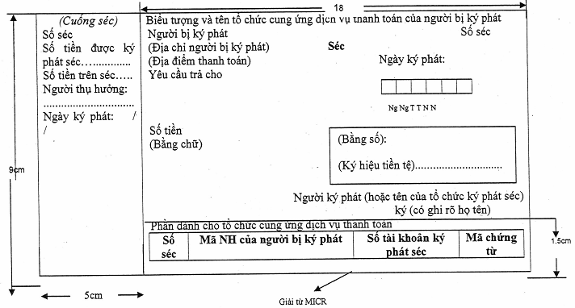 18
(Cuống séc)
Số séc
Số tiền được ký
phát séc……………
Số tiền trên séc…..
Người thụ hưởng:
………………………
Ngày ký phát: /
/
Biểu tượng và tên tổ chức cung ứng dịch vụ thanh toán của người bị ký phát
Người bị ký phát Số séc
(Địa chỉ người bị ký phát) Séc
(Địa điểm thanh toán) Ngày ký phát:
Yêu cầu trả cho
Ng Ng T T N N
Số tiền
(Bằng chữ)
(Bằng số):
(Ký hiệu tiền tệ)……………………
Người ký phát (hoặc tên của tổ chức ký phát séc)
ký (có ghi rõ họ tên)
Phần dành cho tổ chức cung ứng dịch vụ thanh toán
Số séc
Mã NH của người bị ký phát
Số tài khoản ký phát séc
Mã chứng từ
9cm
1.5cm
5cm
Giải từ MICR